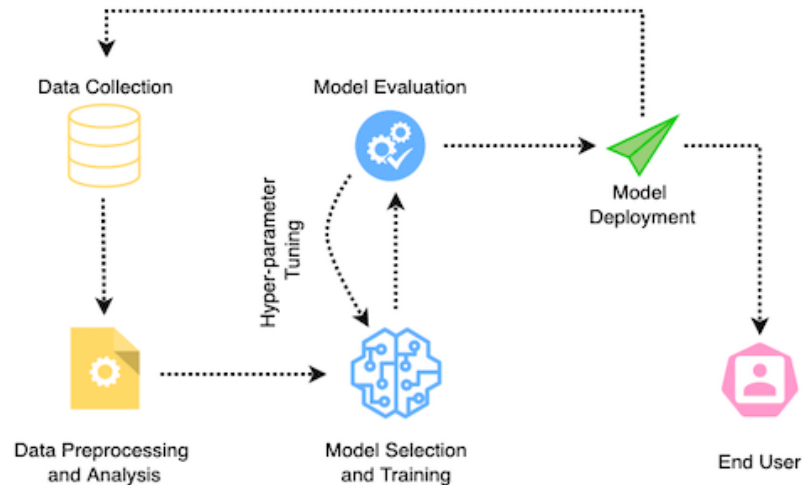 Data Collection
Model Evaluation
Model
Deployment
Hyper-parameter
Tuning
Data Preprocessing
and Analysis
Model Selection
and Training
End User